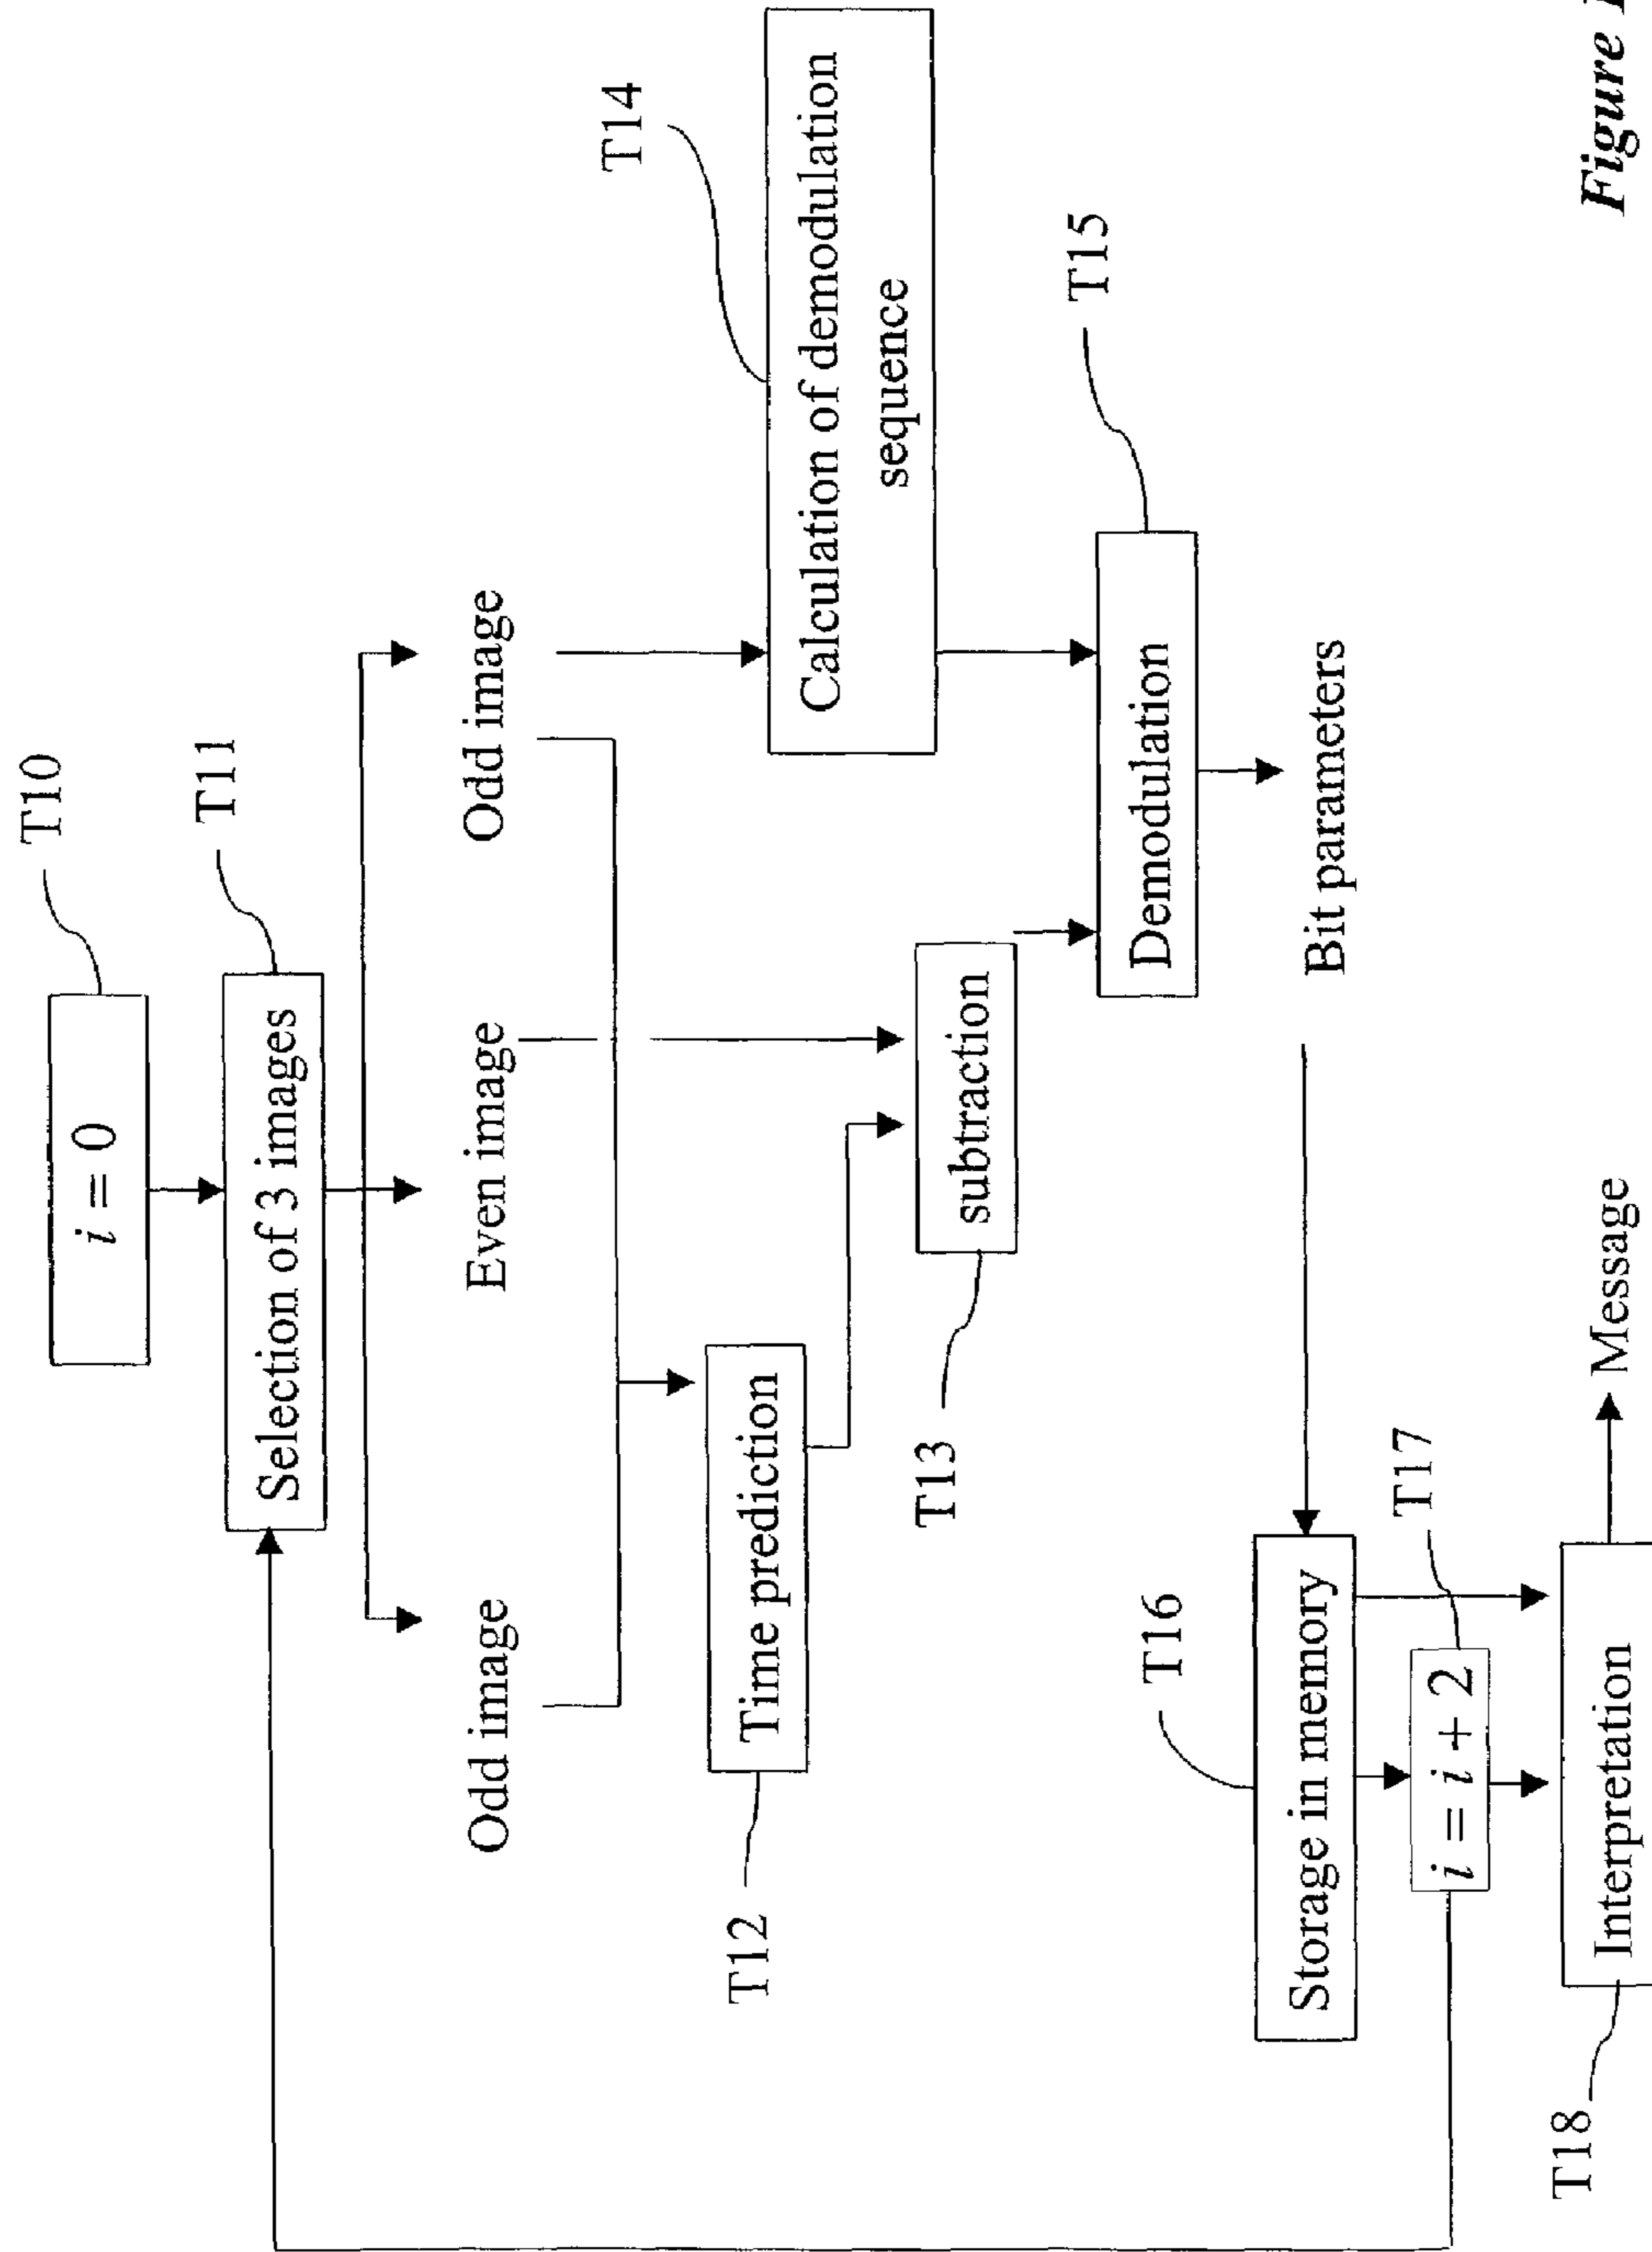 T10
i = 0
T11
Selection of 3 images
Odd image
Even image
Odd image
T12
Time prediction
T14
Calculation of demodulation
sequence
T13
subtraction
T15
Demodulation
Bit parameters
T16
Storage in memory
T17
i = i + 2
T18
Interpretation
Message
Figure